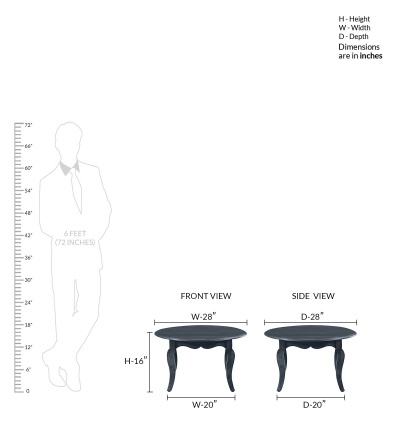 H - Height
W - Width
D - Depth
Dimensions
are in inches
72'
66'
60'
54'
48'
42'
36'
30'
24'
18'
12'
6"
0
6 FEET
(72 INCHES)
FRONT VIEW
SIDE VIEW
W-28"
D-28"
H-16"
W-20"
D-20"